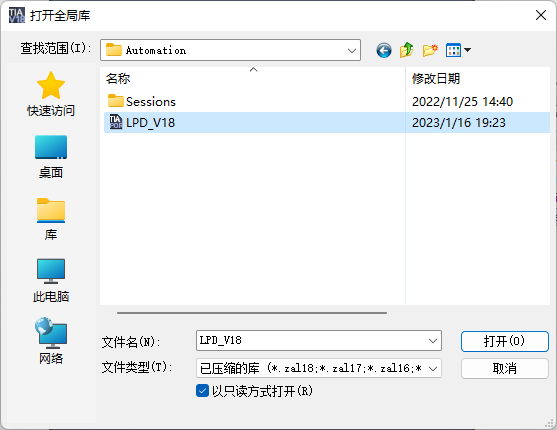 打开全局库
查找范围(I):
Automation
名称
修改日期
Sessions
2022/11/25 14:40
LPD_V18
2023/1/16 19:23
快速访问
桌面
库
此电脑
网络
文件名(N):
LPD_V18
打开(O)
文件类型(T):
已压缩的库 (*.zal18;*.zal17;*.zal16;*
取消
以只读方式打开(R)